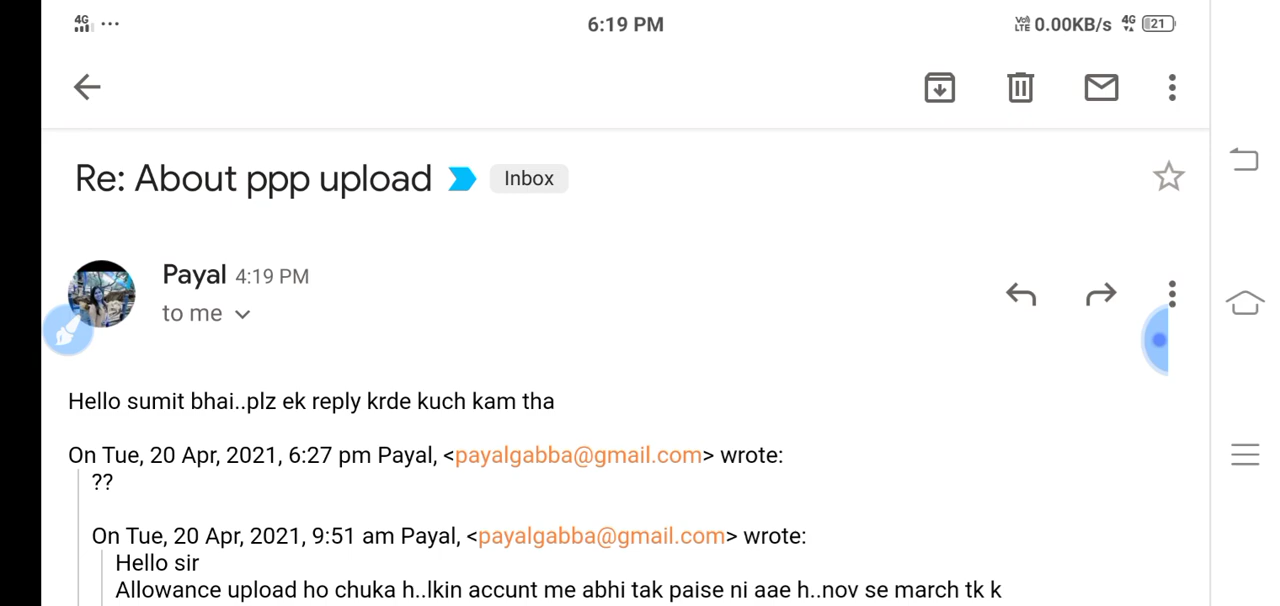 4G ... 6:19 PM VoLTE 0.00KB/s 4G 21
Re: About ppp upload Inbox
Payal 4:19 PM
to me
Hello sumit bhai..plz ek reply krde kuch kam tha
On Tue, 20 Apr, 2021, 6:27 pm Payal, <payalgabba@gmail.com> wrote:
??
On Tue, 20 Apr, 2021, 9:51 am Payal, <payalgabba@gmail.com> wrote:
Hello sir
Allowance upload ho chuka h..lkin accunt me abhi tak paise ni aae h..nov se march tk k